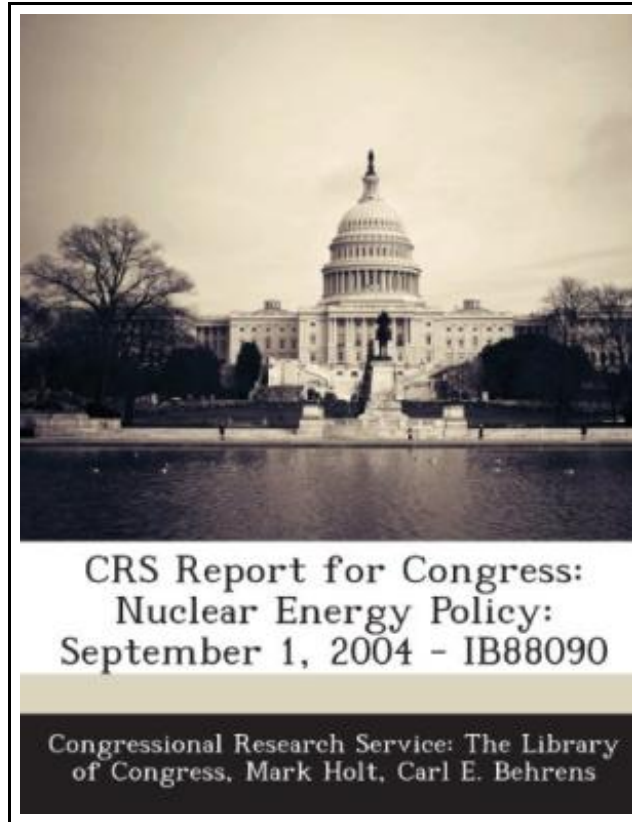 CRS Report for Congress:
Nuclear Energy Policy:
September 1, 2004 - IB88090
Congressional Research Service: The Library
of Congress, Mark Holt, Carl E. Behrens